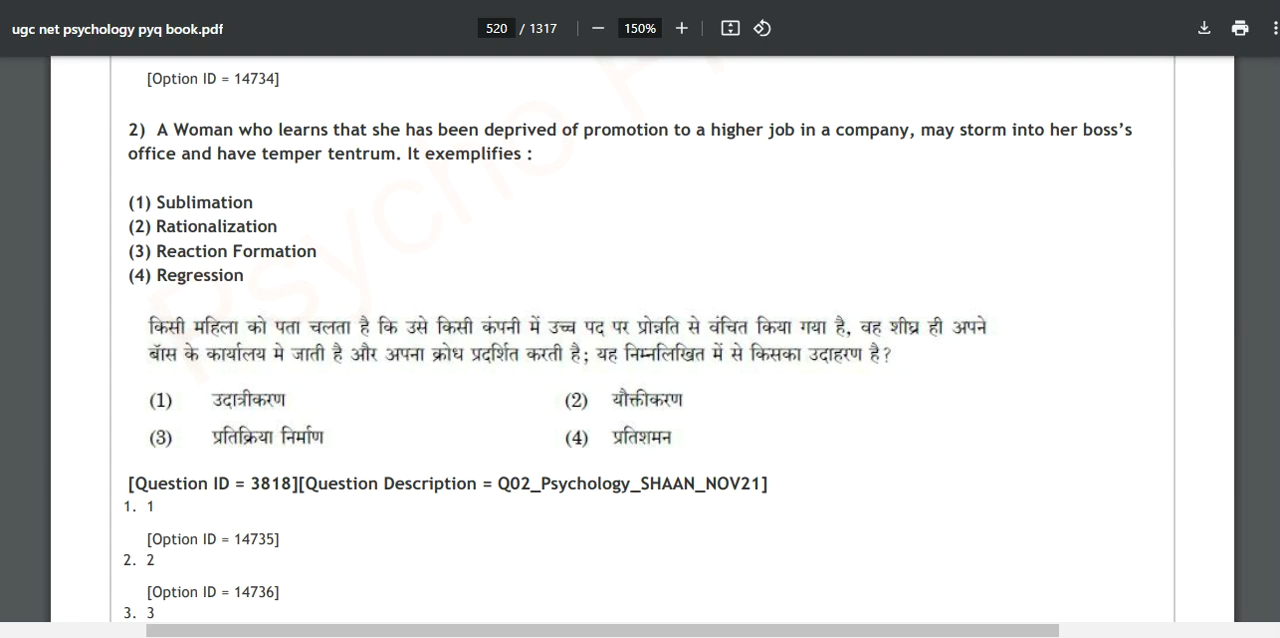 ugc net psychology pyq book.pdf
520 / 1317
150%
[Option ID = 14734]
2) A Woman who learns that she has been deprived of promotion to a higher job in a company, may storm into her boss's
office and have temper tentrum. It exemplifies :
(1) Sublimation
(2) Rationalization
(3) Reaction Formation
(4) Regression
किसी महिला को पता चलता है कि उसे किसी कंपनी में उच्च पद पर प्रोन्नति से वंचित किया गया है, वह शीघ्र ही अपने
बॉस के कार्यालय मे जाती है और अपना क्रोध प्रदर्शित करती है; यह निम्नलिखित में से किसका उदाहरण है?
(1) उदात्रीकरण (2) यौक्तीकरण
(3) प्रतिक्रिया निर्माण (4) प्रतिशमन
[Question ID = 3818][Question Description = Q02_Psychology_SHAAN_NOV21]
1. 1
[Option ID = 14735]
2. 2
[Option ID = 14736]
3. 3
Psycho